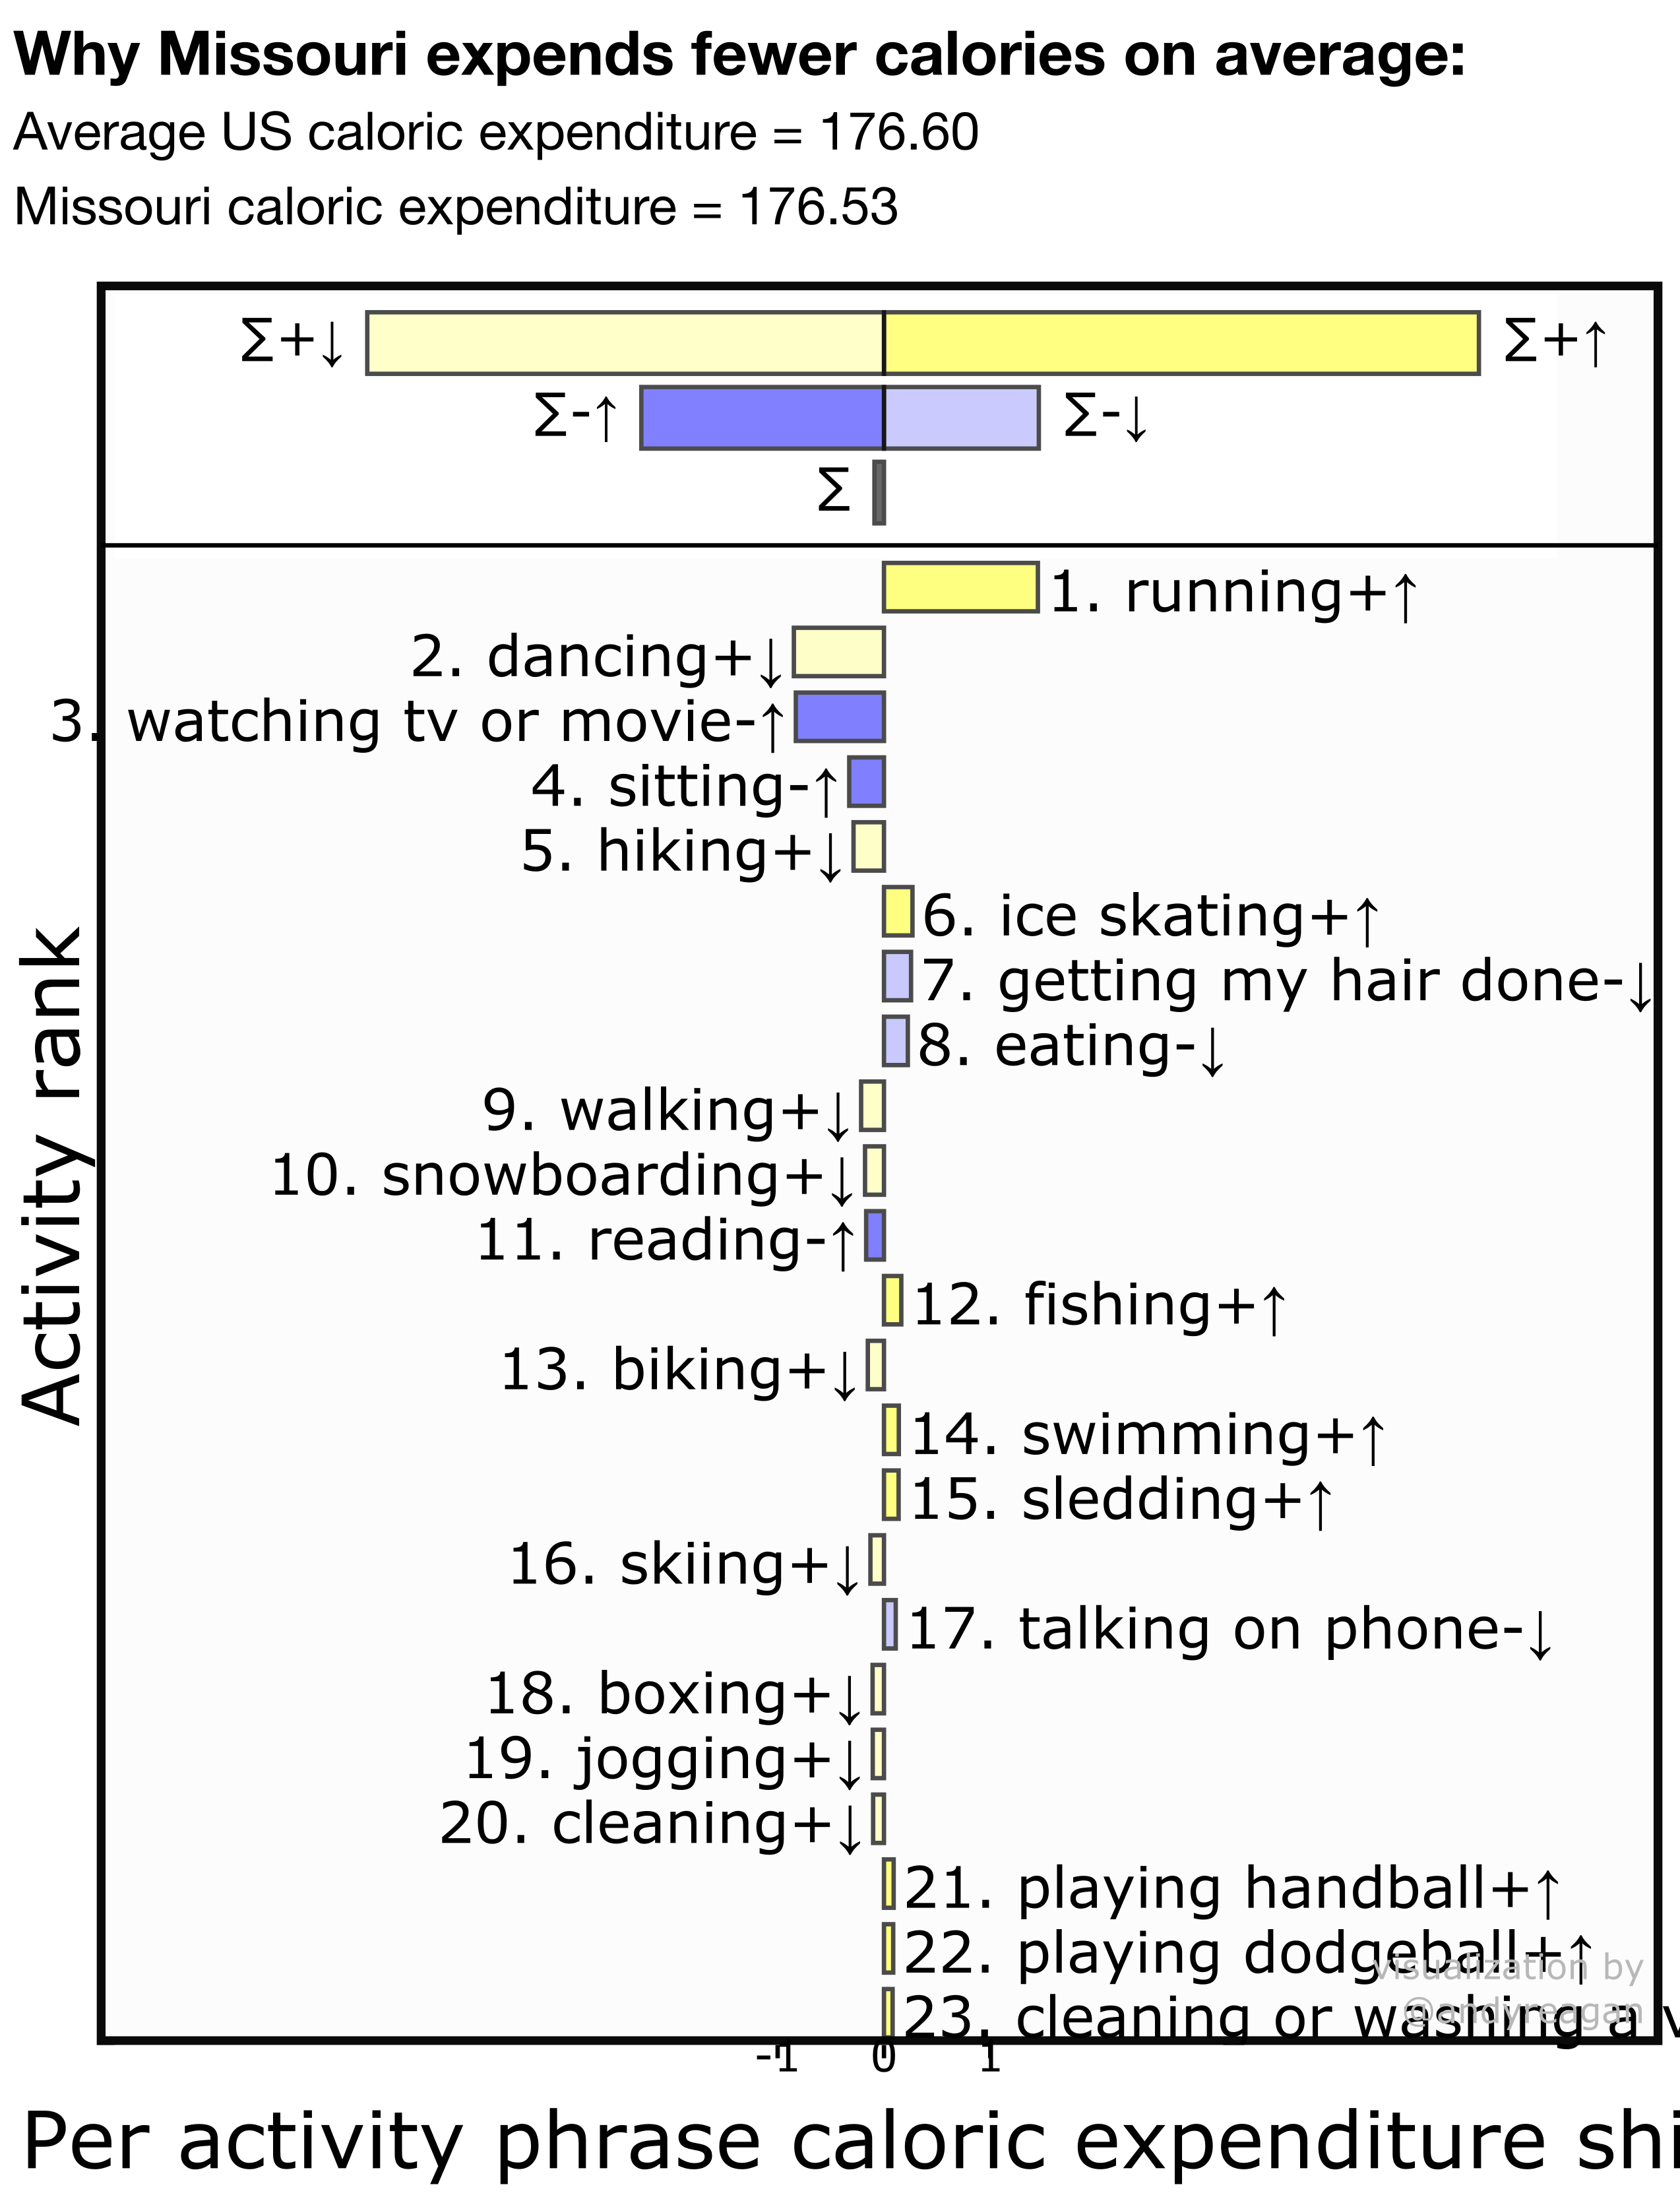 Why Missouri expends fewer calories on average:
Average US caloric expenditure = 176.60
Missouri caloric expenditure = 176.53
∑+↓ ∑+↑
∑-↑ ∑-↓
∑
1. running+↑
2. dancing+↓
3. watching tv or movie-↑
4. sitting-↑
5. hiking+↓
6. ice skating+↑
7. getting my hair done-↓
8. eating-↓
9. walking+↓
10. snowboarding+↓
11. reading-↑
12. fishing+↑
13. biking+↓
14. swimming+↑
15. sledding+↑
16. skiing+↓
17. talking on phone-↓
18. boxing+↓
19. jogging+↓
20. cleaning+↓
21. playing handball+↑
22. playing dodgeball+↑
23. cleaning or washing a v
visualization by
@andyreagan
Activity rank
-1 0 1
Per activity phrase caloric expenditure shi